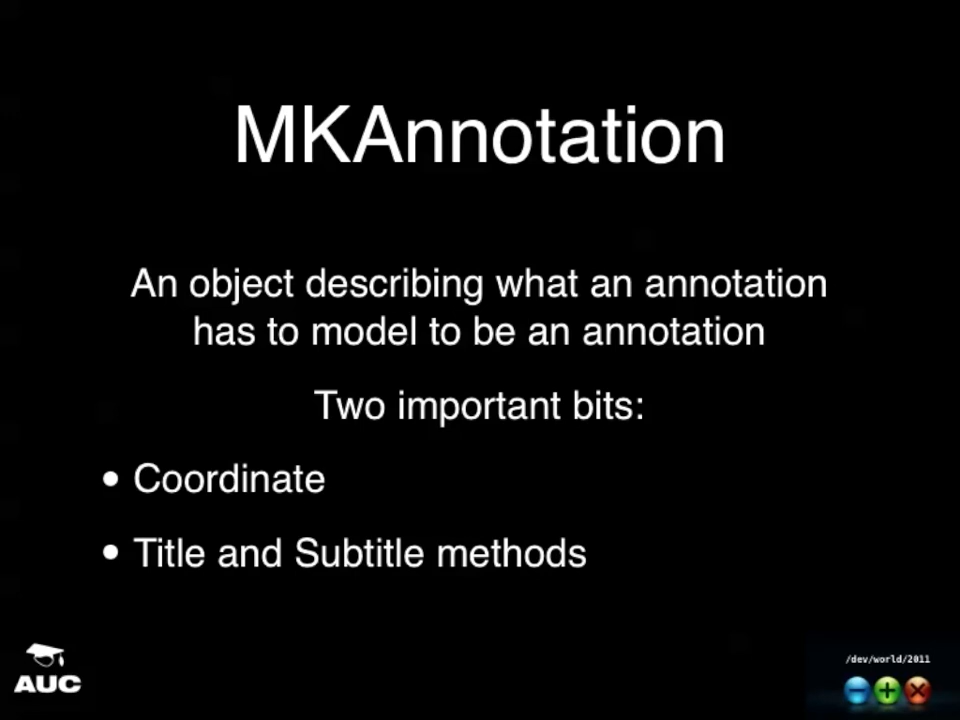 MKAnnotation
An object describing what an annotation
has to model to be an annotation
Two important bits:
• Coordinate
• Title and Subtitle methods
AUC
/dev/world/2011